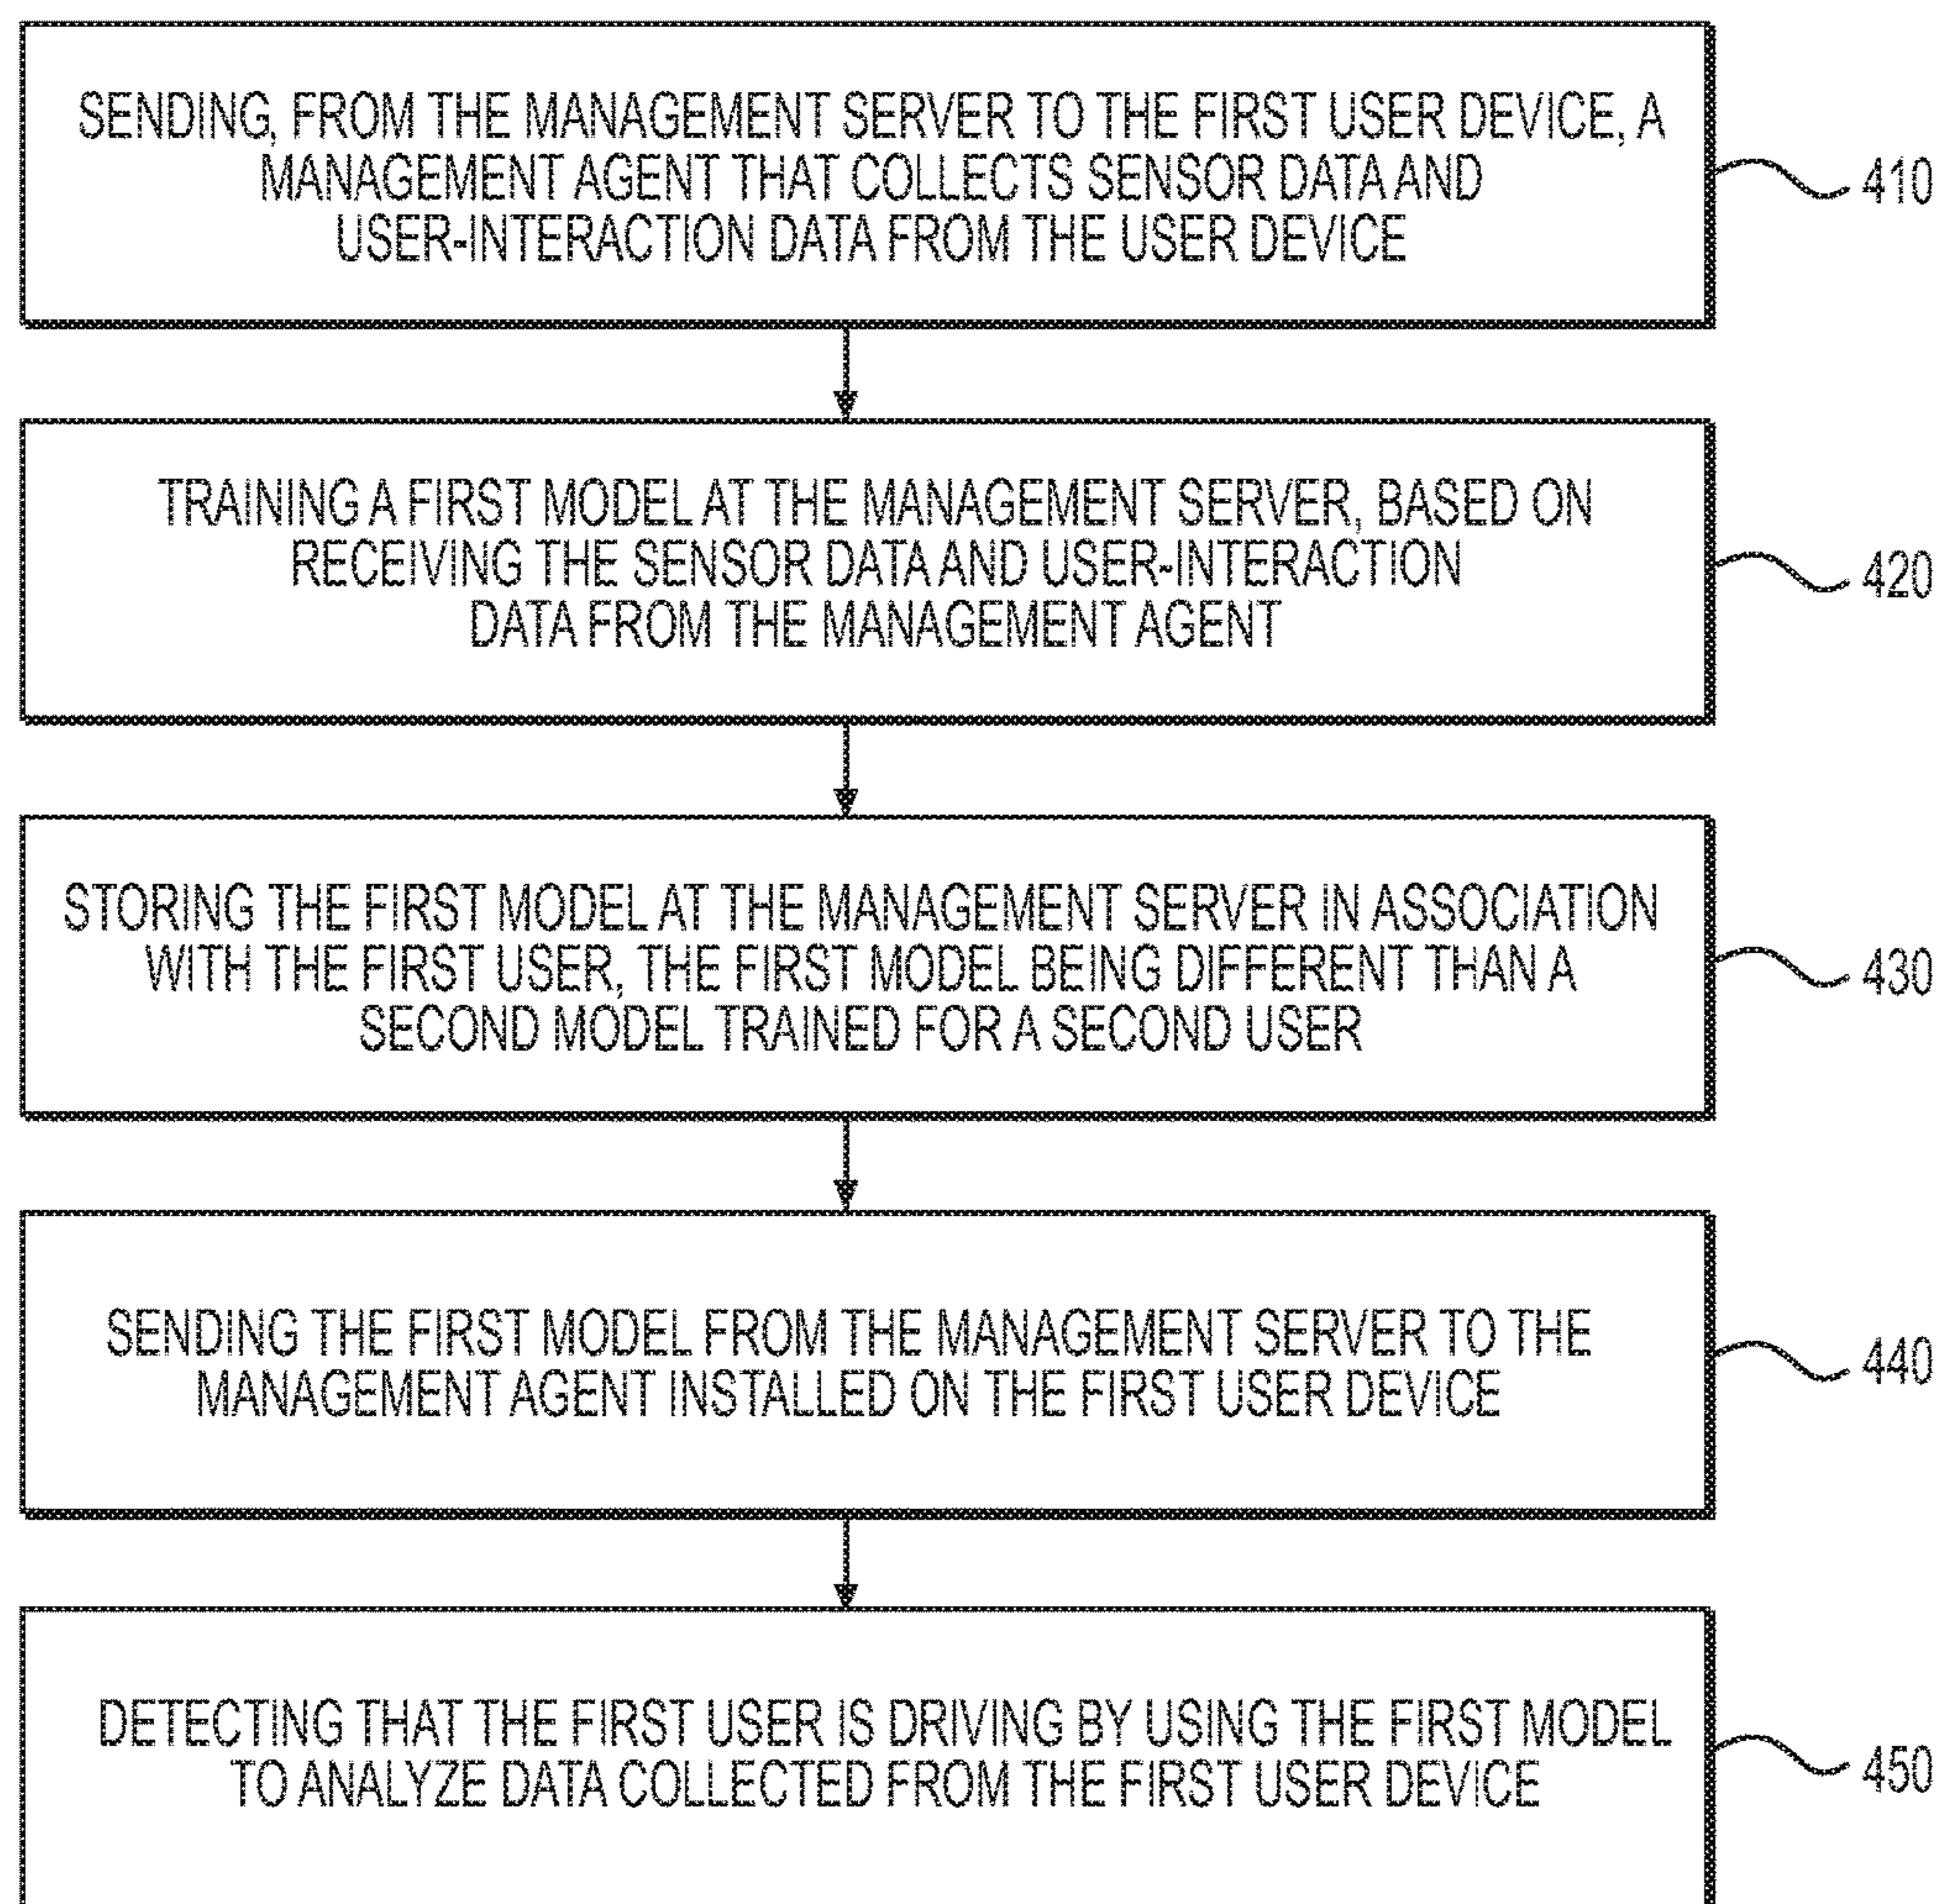 SENDING, FROM THE MANAGEMENT SERVER TO THE FIRST USER DEVICE, A
MANAGEMENT AGENT THAT COLLECTS SENSOR DATA AND
USER-INTERACTION DATA FROM THE USER DEVICE
410
TRAINING A FIRST MODEL AT THE MANAGEMENT SERVER, BASED ON
RECEIVING THE SENSOR DATA AND USER-INTERACTION
DATA FROM THE MANAGEMENT AGENT
420
STORING THE FIRST MODEL AT THE MANAGEMENT SERVER IN ASSOCIATION
WITH THE FIRST USER, THE FIRST MODEL BEING DIFFERENT THAN A
SECOND MODEL TRAINED FOR A SECOND USER
430
SENDING THE FIRST MODEL FROM THE MANAGEMENT SERVER TO THE
MANAGEMENT AGENT INSTALLED ON THE FIRST USER DEVICE
440
DETECTING THAT THE FIRST USER IS DRIVING BY USING THE FIRST MODEL
TO ANALYZE DATA COLLECTED FROM THE FIRST USER DEVICE
450